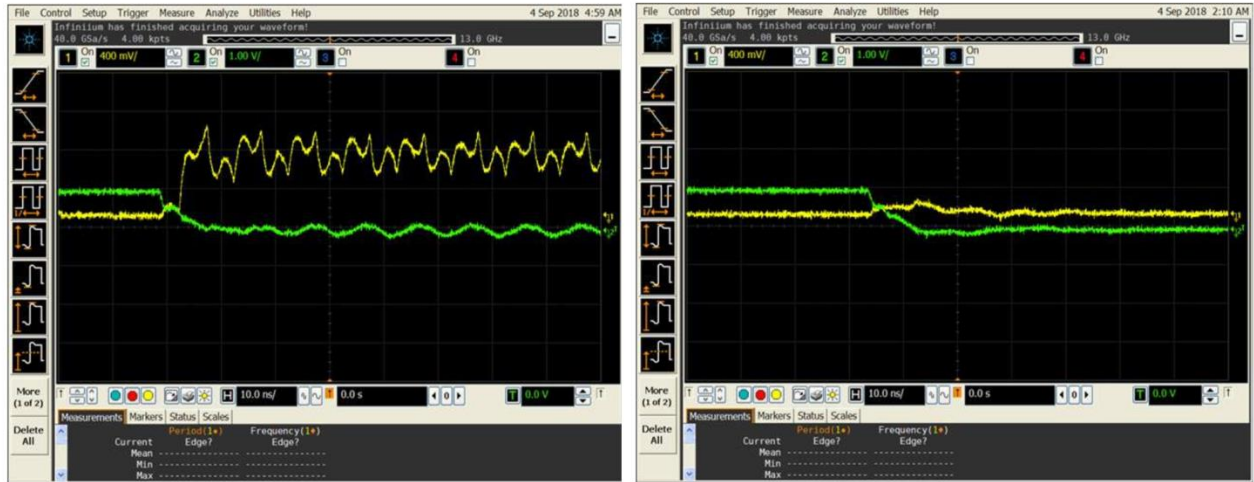 File Control Setup Trigger Measure Analyze Utilities Help 4 Sep 2018 4:59 AM
Infiniium has finished acquiring your waveform!
40.0 GSa/s 4.00 kpts 13.0 GHz
1 On 400 mV/ 2 On 1.00 V/ 3 On 4 On
More
(1 of 2)
Delete
All
H 10.0 ns/ T 0.0 s 0 T 0.0 V
Measurements Markers Status Scales
Period(1) Frequency(1)
Current Edge? Edge?
Mean ---------------
Min ---------------
Max ---------------
File Control Setup Trigger Measure Analyze Utilities Help 4 Sep 2018 2:10 AM
Infiniium has finished acquiring your waveform!
40.0 GSa/s 4.00 kpts 13.0 GHz
1 On 400 mV/ 2 On 1.00 V/ 3 On 4 On
More
(1 of 2)
Delete
All
H 10.0 ns/ T 0.0 s 0 T 0.0 V
Measurements Markers Status Scales
Period(1) Frequency(1)
Current Edge? Edge?
Mean ---------------
Min ---------------
Max ---------------